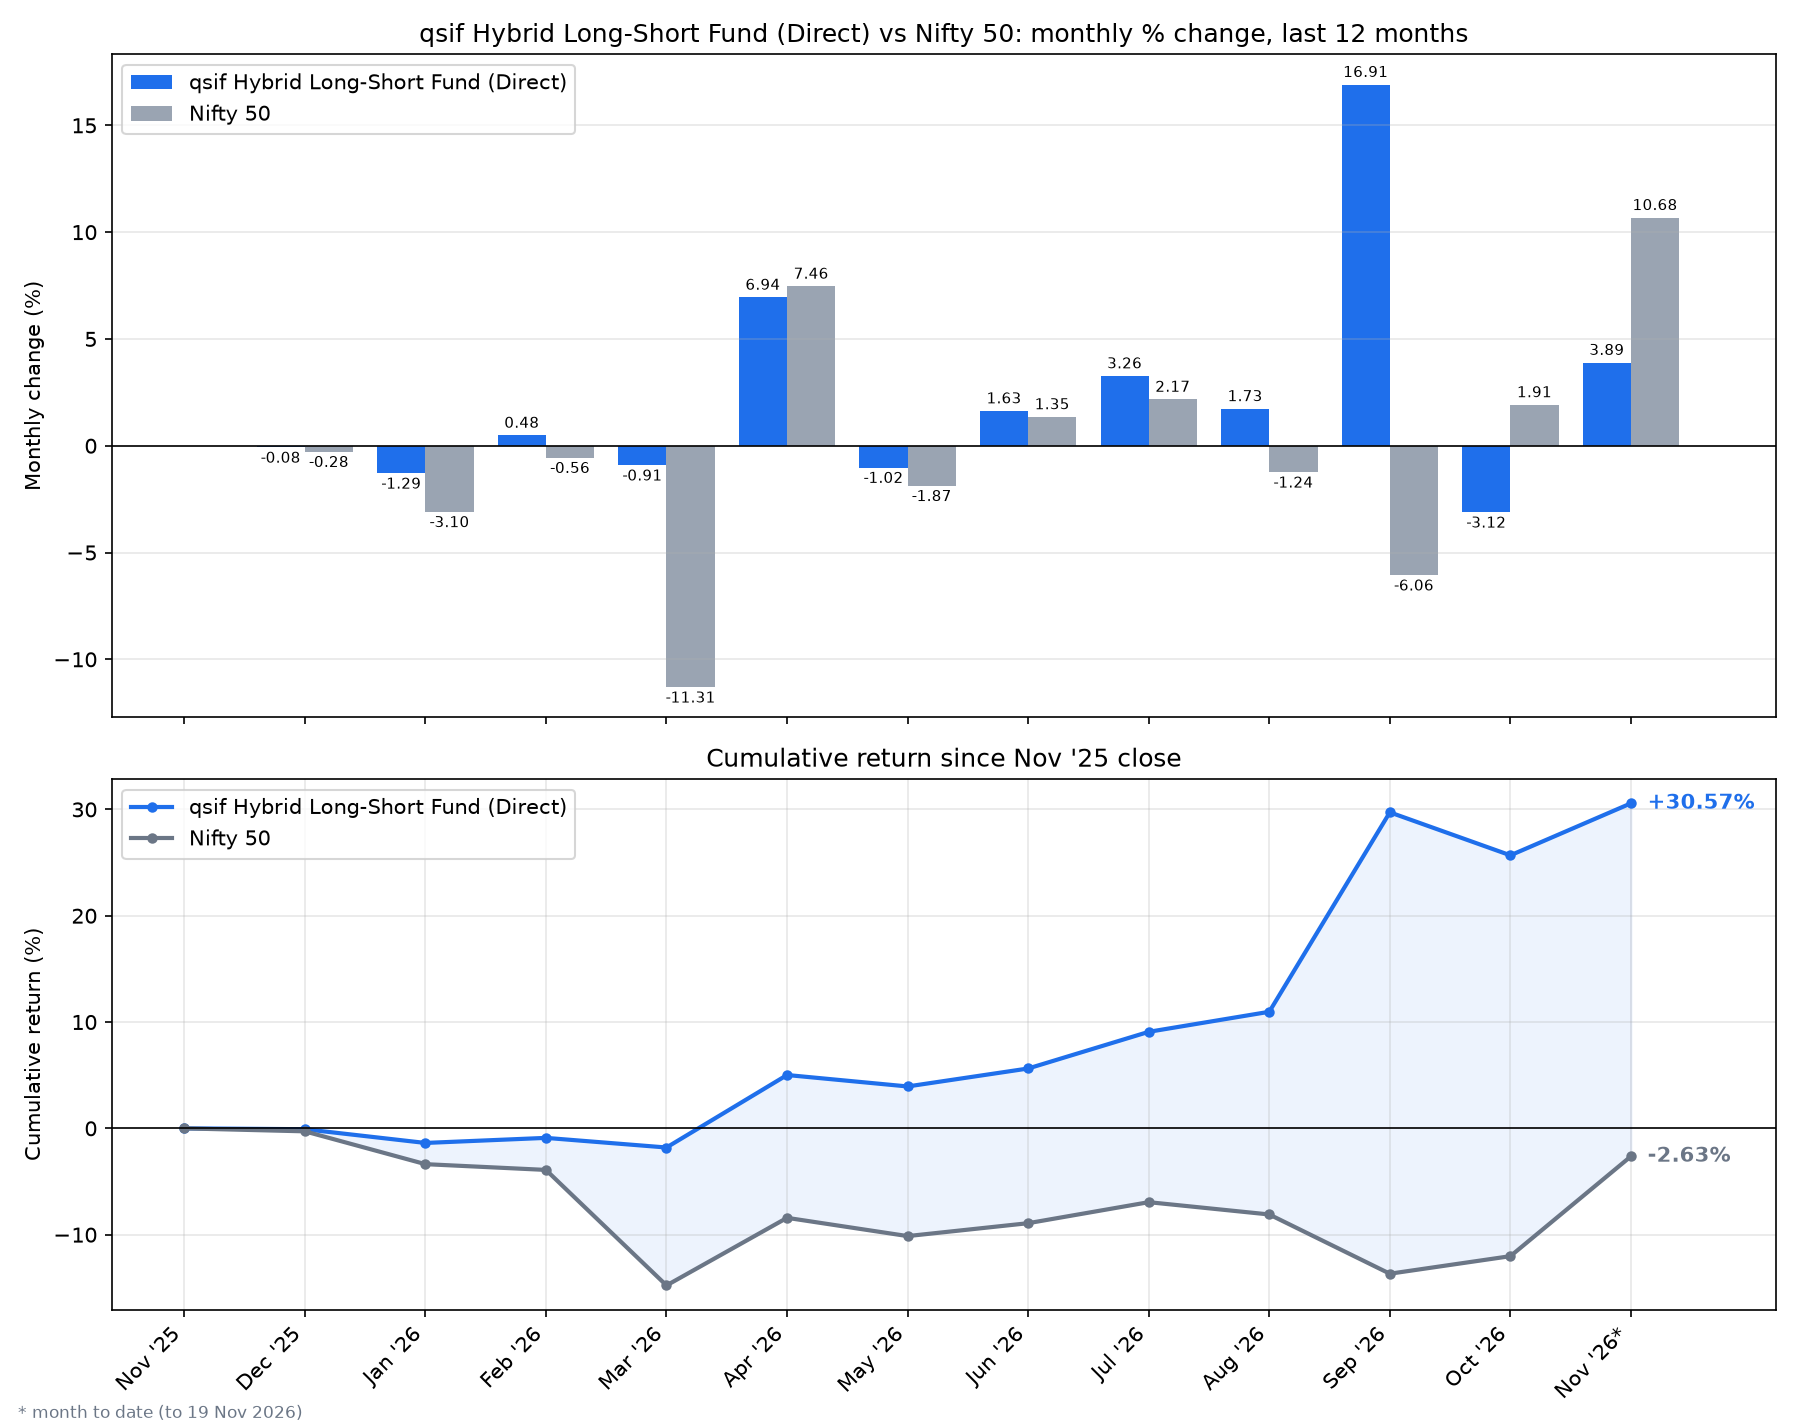 qsif Hybrid Long-Short Fund (Direct) vs Nifty 50: monthly % change, last 12 months
qsif Hybrid Long-Short Fund (Direct)
Nifty 50
Monthly change (%)
15
10
5
0
−5
−10
-0.08
-0.28
-1.29
-3.10
0.48
-0.56
-0.91
-11.31
6.94
7.46
-1.02
-1.87
1.63
1.35
3.26
2.17
1.73
-1.24
16.91
-6.06
-3.12
1.91
3.89
10.68
Cumulative return since Nov '25 close
qsif Hybrid Long-Short Fund (Direct)
Nifty 50
Cumulative return (%)
30
20
10
0
−10
+30.57%
-2.63%
Nov '25
Dec '25
Jan '26
Feb '26
Mar '26
Apr '26
May '26
Jun '26
Jul '26
Aug '26
Sep '26
Oct '26
Nov '26*
* month to date (to 19 Nov 2026)